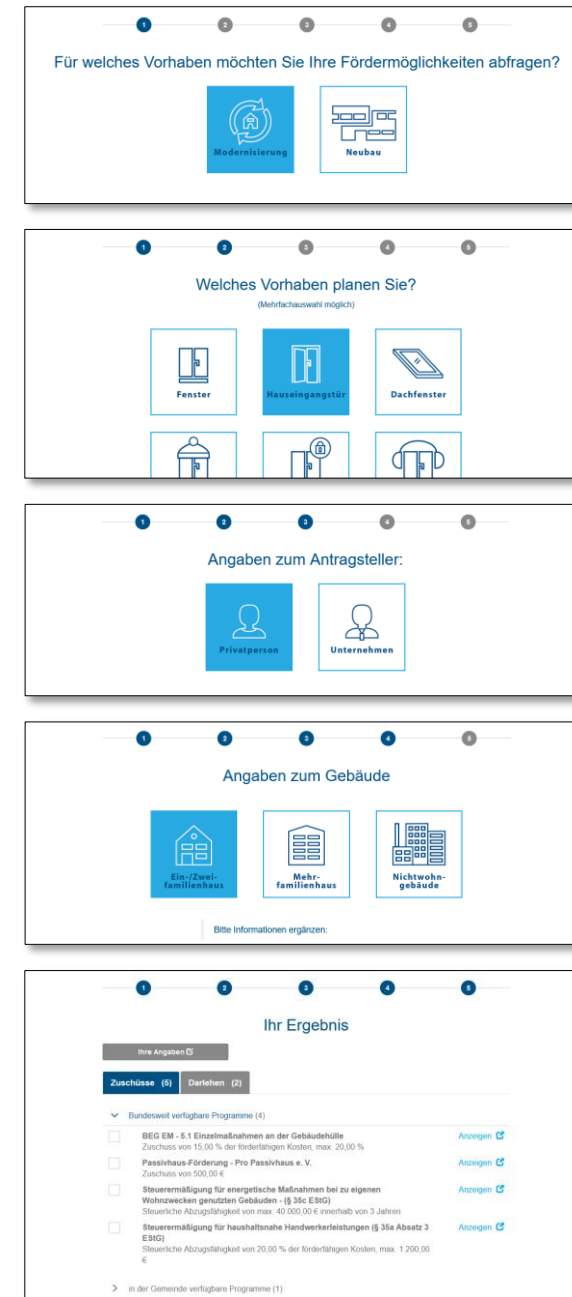 1 2 3 4 5
Für welches Vorhaben möchten Sie Ihre Fördermöglichkeiten abfragen?
Modernisierung Neubau
1 2 3 4 5
Welches Vorhaben planen Sie?
(Mehrfachauswahl möglich)
Fenster Hauseingangstür Dachfenster
1 2 3 4 5
Angaben zum Antragsteller:
Privatperson Unternehmen
1 2 3 4 5
Angaben zum Gebäude
Ein-/Zwei- Mehr- Nichtwohn-
familienhaus familienhaus gebäude
Bitte Informationen ergänzen:
1 2 3 4 5
Ihr Ergebnis
Ihre Angaben
Zuschüsse (5) Darlehen (2)
Bundesweit verfügbare Programme (4)
BEG EM - 5.1 Einzelmaßnahmen an der Gebäudehülle Anzeigen
Zuschuss von 15,00 % der förderfähigen Kosten, max. 20,00 %
Passivhaus-Förderung - Pro Passivhaus e. V. Anzeigen
Zuschuss von 500,00 €
Steuerermäßigung für energetische Maßnahmen bei zu eigenen Anzeigen
Wohnzwecken genutzten Gebäuden - (§ 35c EStG)
Steuerliche Abzugsfähigkeit von max. 40.000,00 € innerhalb von 3 Jahren
Steuerermäßigung für haushaltsnahe Handwerkerleistungen (§ 35a Absatz 3 Anzeigen
EStG)
Steuerliche Abzugsfähigkeit von 20,00 % der förderfähigen Kosten, max. 1.200,00
€
in der Gemeinde verfügbare Programme (1)